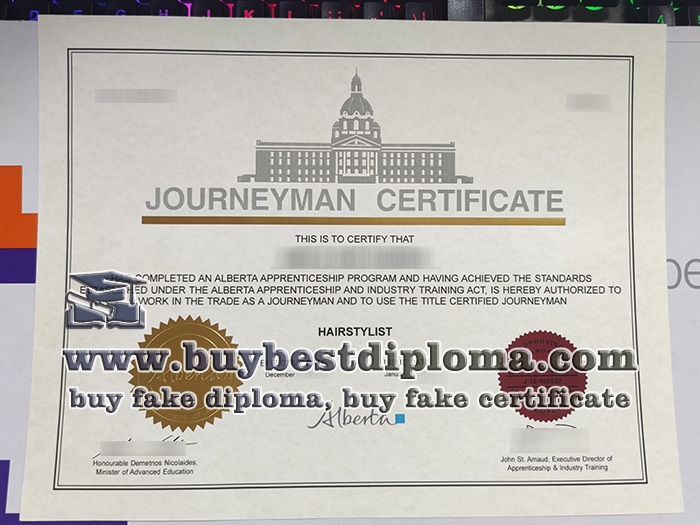 JOURNEYMAN CERTIFICATE
THIS IS TO CERTIFY THAT
COMPLETED AN ALBERTA APPRENTICESHIP PROGRAM AND HAVING ACHIEVED THE STANDARDS
UNDER THE ALBERTA APPRENTICESHIP AND INDUSTRY TRAINING ACT, IS HEREBY AUTHORIZED TO
WORK IN THE TRADE AS A JOURNEYMAN AND TO USE THE TITLE CERTIFIED JOURNEYMAN
HAIRSTYLIST
www.buybestdiploma.com
December
buy fake diploma, buy fake certificate
Alberta
Honourable Demetrios Nicolaides,
Minister of Advanced Education
John St. Arnaud, Executive Director of
Apprenticeship & Industry Training